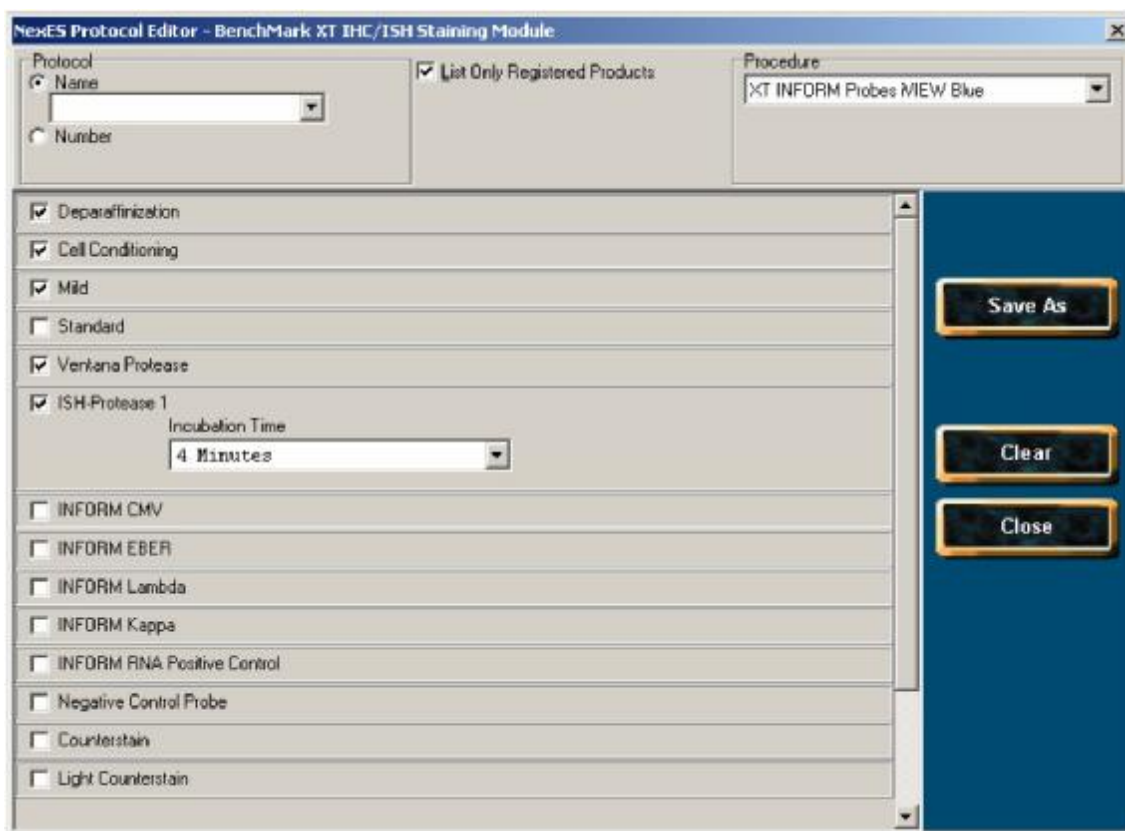 NexES Protocol Editor - BenchMark XT IHC/ISH Staining Module
Protocol
Name
Number
List Only Registered Products
Procedure
XT INFORM Probes iVIEW Blue
Deparaffinization
Cell Conditioning
Mild
Standard
Ventana Protease
ISH-Protease 1
Incubation Time
4 Minutes
INFORM CMV
INFORM EBER
INFORM Lambda
INFORM Kappa
INFORM RNA Positive Control
Negative Control Probe
Counterstain
Light Counterstain
Save As
Clear
Close